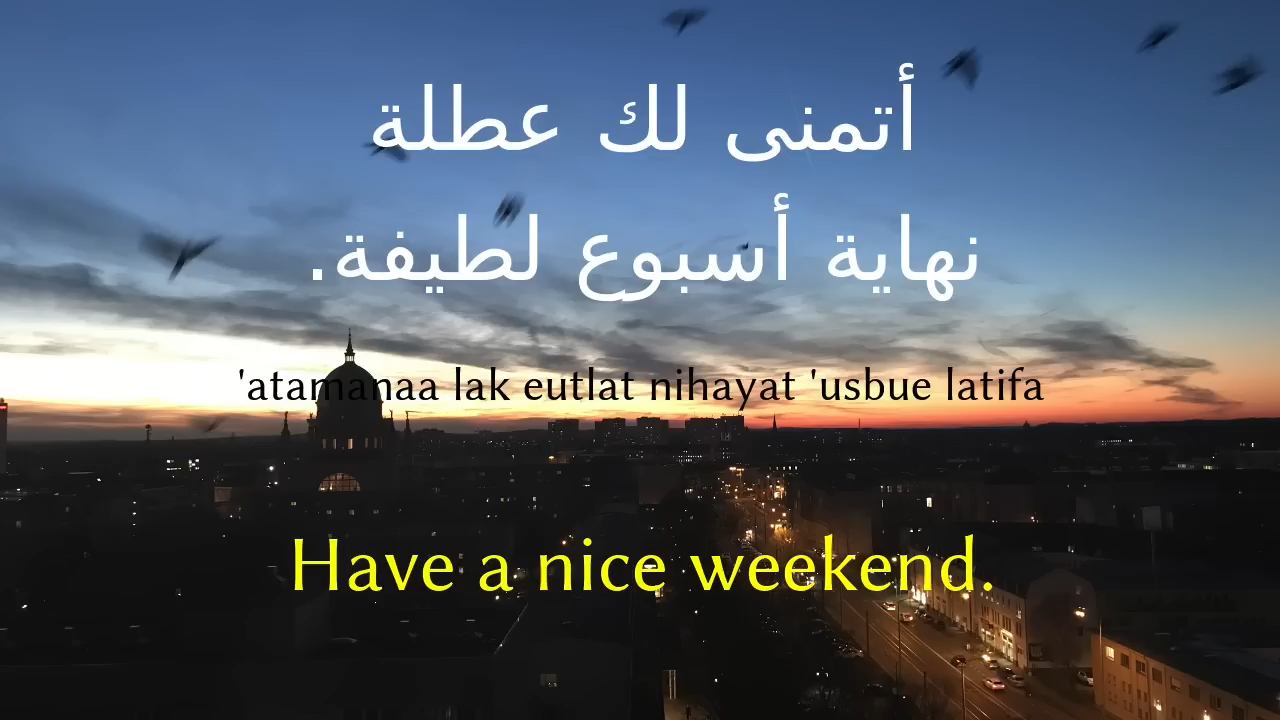 أتمنى لك عطلة
نهاية أسبوع لطيفة.
'atamanaa lak eutlat nihayat 'usbue latifa
Have a nice weekend.